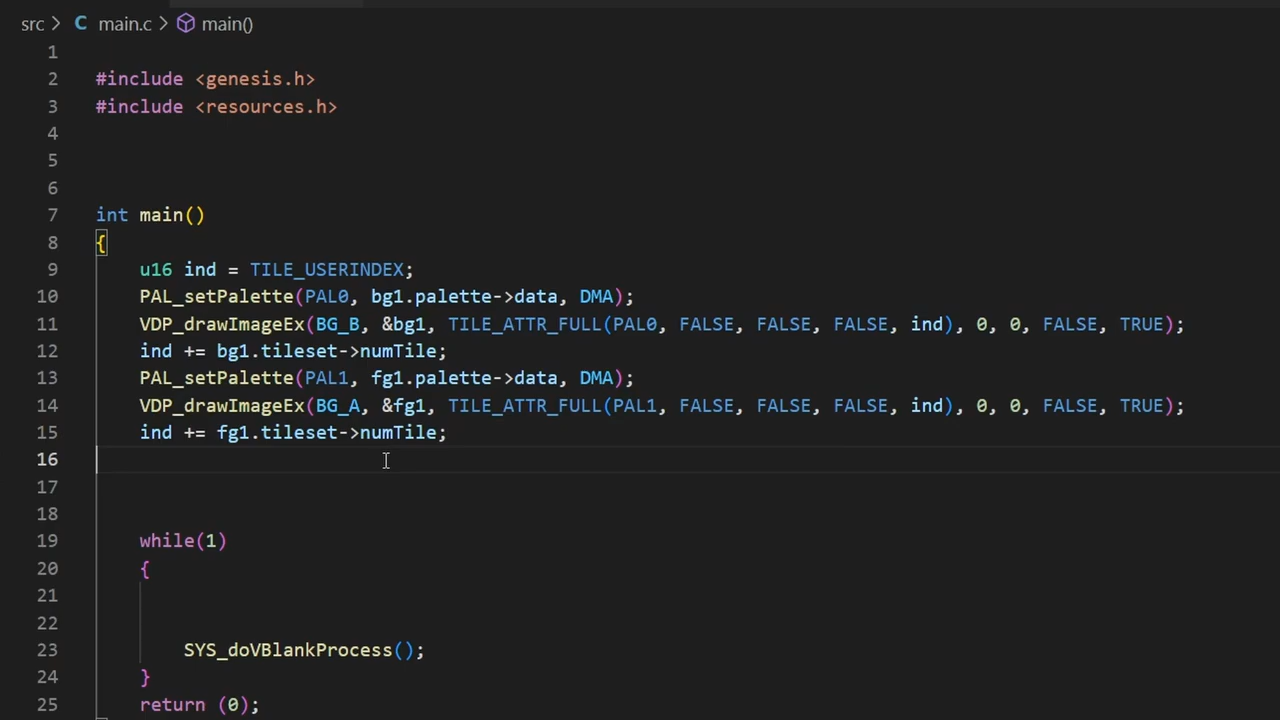 src > C main.c > main()
1
2 #include <genesis.h>
3 #include <resources.h>
4
5
6
7 int main()
8 {
9 u16 ind = TILE_USERINDEX;
10 PAL_setPalette(PAL0, bg1.palette->data, DMA);
11 VDP_drawImageEx(BG_B, &bg1, TILE_ATTR_FULL(PAL0, FALSE, FALSE, FALSE, ind), 0, 0, FALSE, TRUE);
12 ind += bg1.tileset->numTile;
13 PAL_setPalette(PAL1, fg1.palette->data, DMA);
14 VDP_drawImageEx(BG_A, &fg1, TILE_ATTR_FULL(PAL1, FALSE, FALSE, FALSE, ind), 0, 0, FALSE, TRUE);
15 ind += fg1.tileset->numTile;
16
17
18
19 while(1)
20 {
21
22
23 SYS_doVBlankProcess();
24 }
25 return (0);